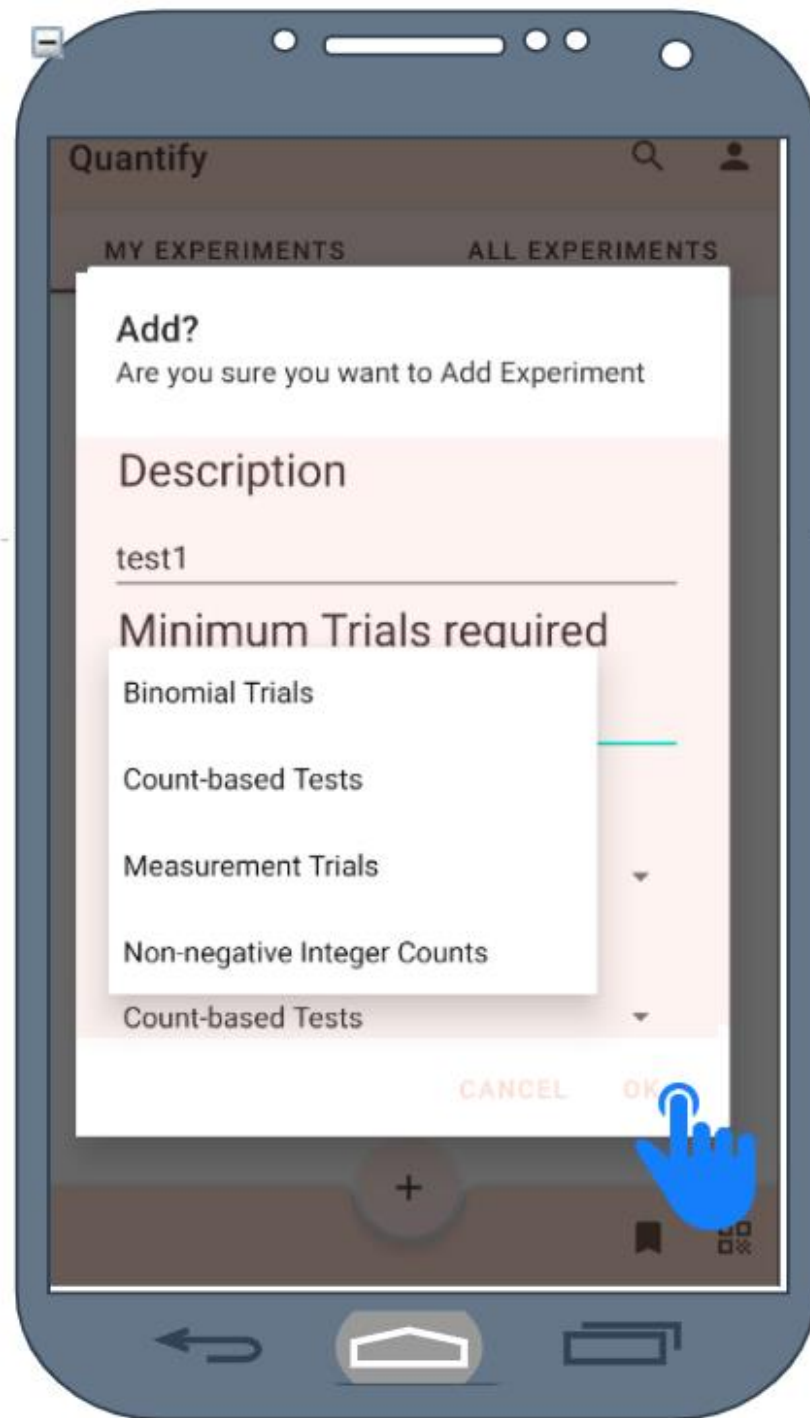 Quantify
MY EXPERIMENTS ALL EXPERIMENTS
Add?
Are you sure you want to Add Experiment
Description
test1
Minimum Trials required
Binomial Trials
Count-based Tests
Measurement Trials
Non-negative Integer Counts
Count-based Tests
CANCEL OK